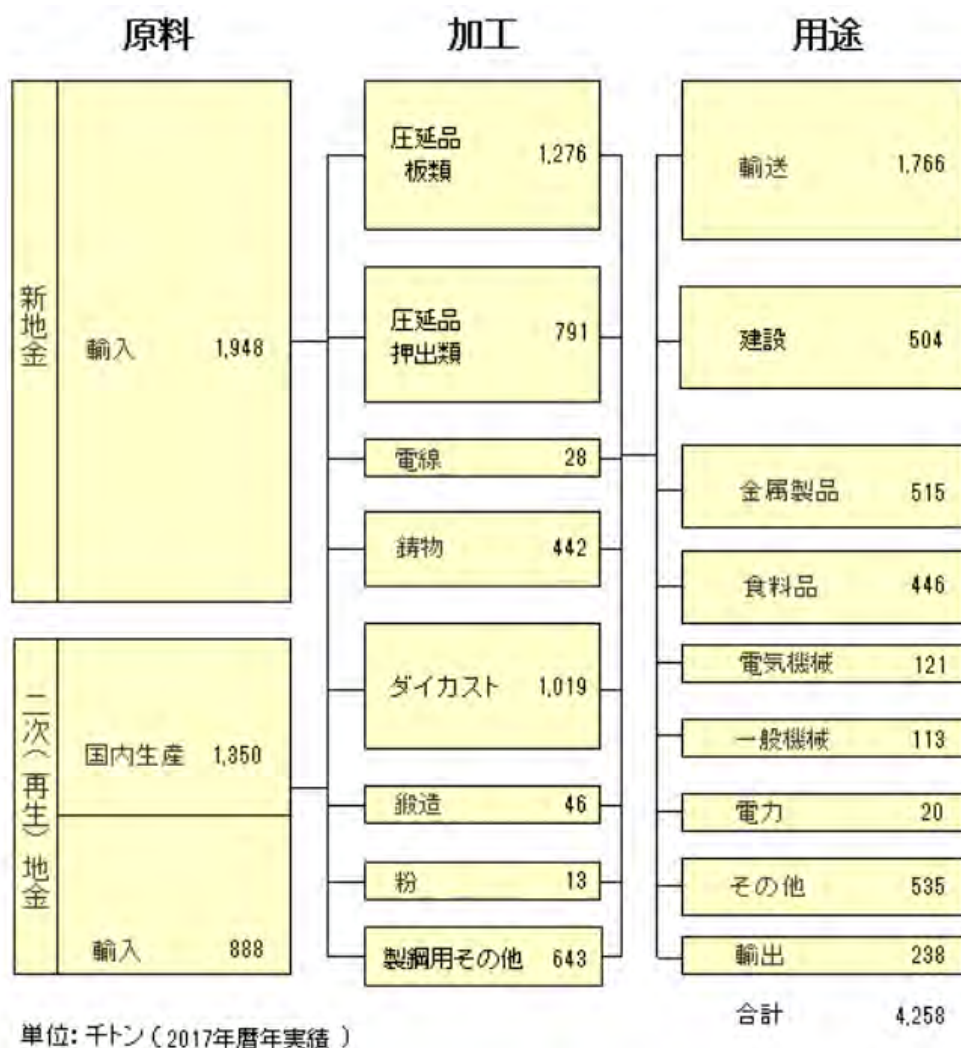 原料
加工
用途
新地金
輸入 1,948
二次(再生)地金
国内生産 1,350
輸入 888
圧延品
板類 1,276
圧延品
押出類 791
電線 28
鋳物 442
ダイカスト 1,019
鍛造 46
粉 13
製鋼用その他 643
輸送 1,766
建設 504
金属製品 515
食料品 446
電気機械 121
一般機械 113
電力 20
その他 535
輸出 238
合計 4,258
単位:千トン(2017年暦年実績)